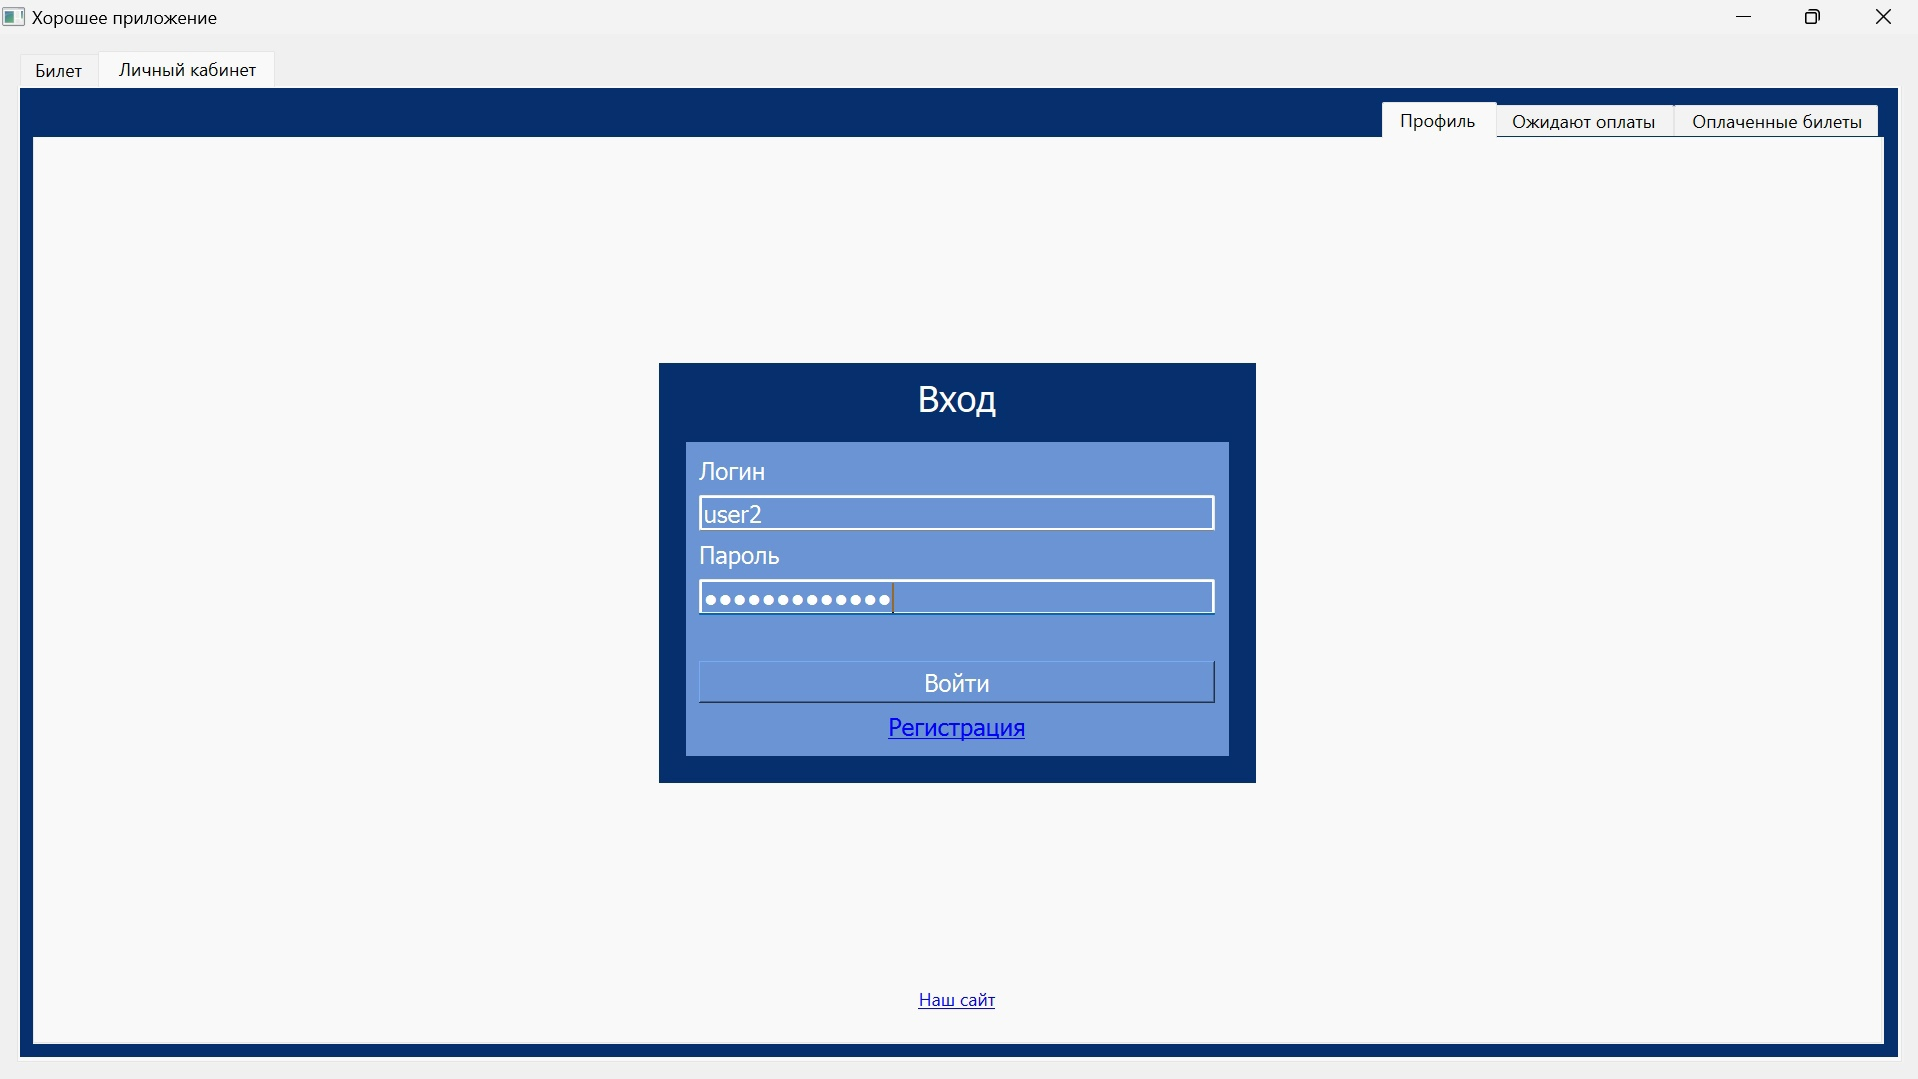 Хорошее приложение
Билет
Личный кабинет
Профиль
Ожидают оплаты
Оплаченные билеты
Вход
Логин
user2
Пароль
●●●●●●●●●●●●●
Войти
Регистрация
Наш сайт